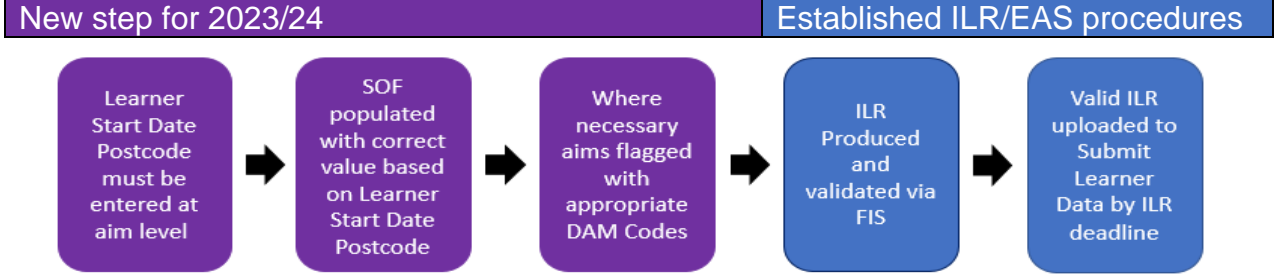 New step for 2023/24
Established ILR/EAS procedures
Learner
Start Date
Postcode
must be
entered at
aim level
SOF
populated
with correct
value based
on Learner
Start Date
Postcode
Where
necessary
aims flagged
with
appropriate
DAM Codes
ILR
Produced
and
validated via
FIS
Valid ILR
uploaded to
Submit
Learner
Data by ILR
deadline